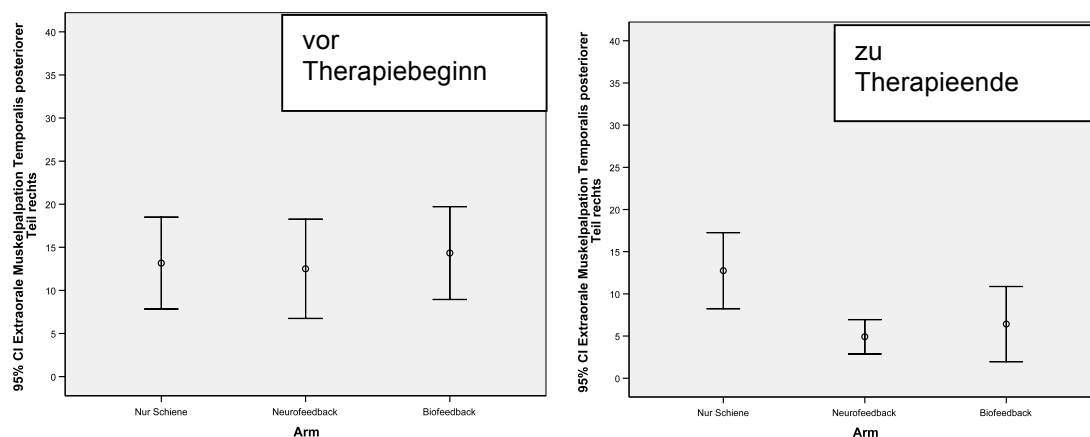 vor
Therapiebeginn
95% CI Extraorale Muskelpalpation Temporalis posteriorer
Teil rechts
40
35
30
25
20
15
10
5
0
Nur Schiene
Neurofeedback
Biofeedback
Arm
zu
Therapieende
95% CI Extraorale Muskelpalpation Temporalis posteriorer
Teil rechts
40
35
30
25
20
15
10
5
0
Nur Schiene
Neurofeedback
Biofeedback
Arm